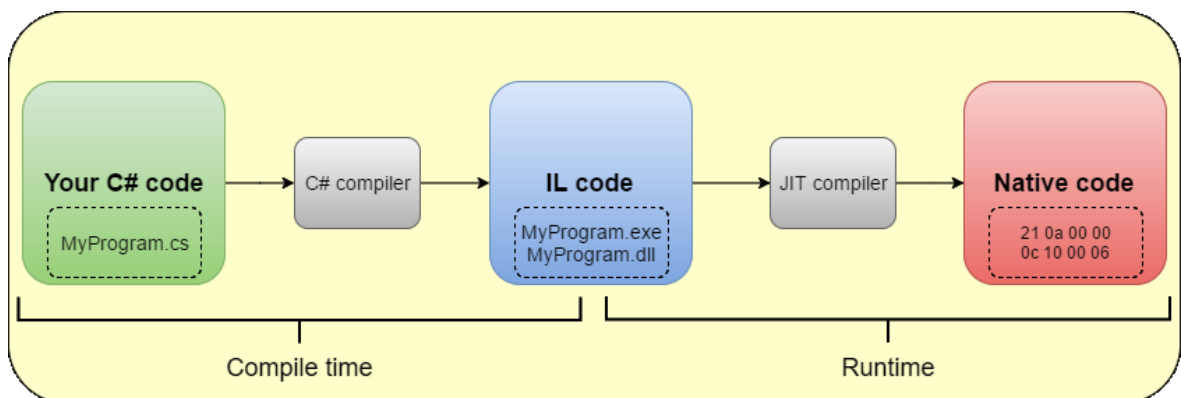 Your C# code
MyProgram.cs
C# compiler
IL code
MyProgram.exe
MyProgram.dll
JIT compiler
Native code
21 0a 00 00
0c 10 00 06
Compile time
Runtime